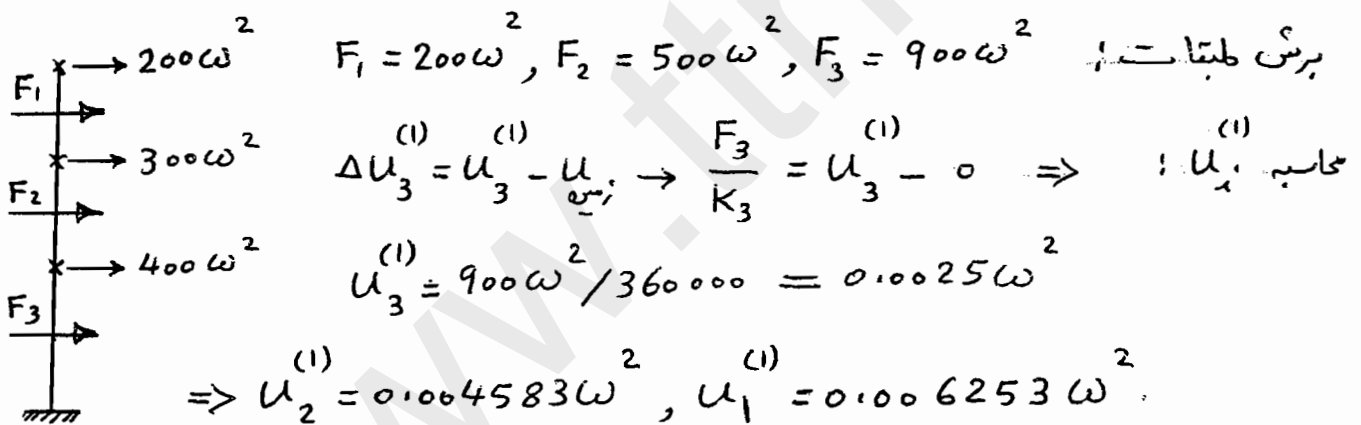 برش طبقات : F₁ = 200ω² , F₂ = 500ω² , F₃ = 900ω²
→ 200ω²
F₁
→ 300ω²
محاسبه uᵢ⁽¹⁾ : ΔU₃⁽¹⁾ = U₃⁽¹⁾ - U زمین → F₃/K₃ = U₃⁽¹⁾ - 0 ⇒
F₂
→ 400ω²
U₃⁽¹⁾ = 900ω²/360000 = 0.0025ω²
F₃
⇒ U₂⁽¹⁾ = 0.004583ω² , U₁⁽¹⁾ = 0.006253ω²